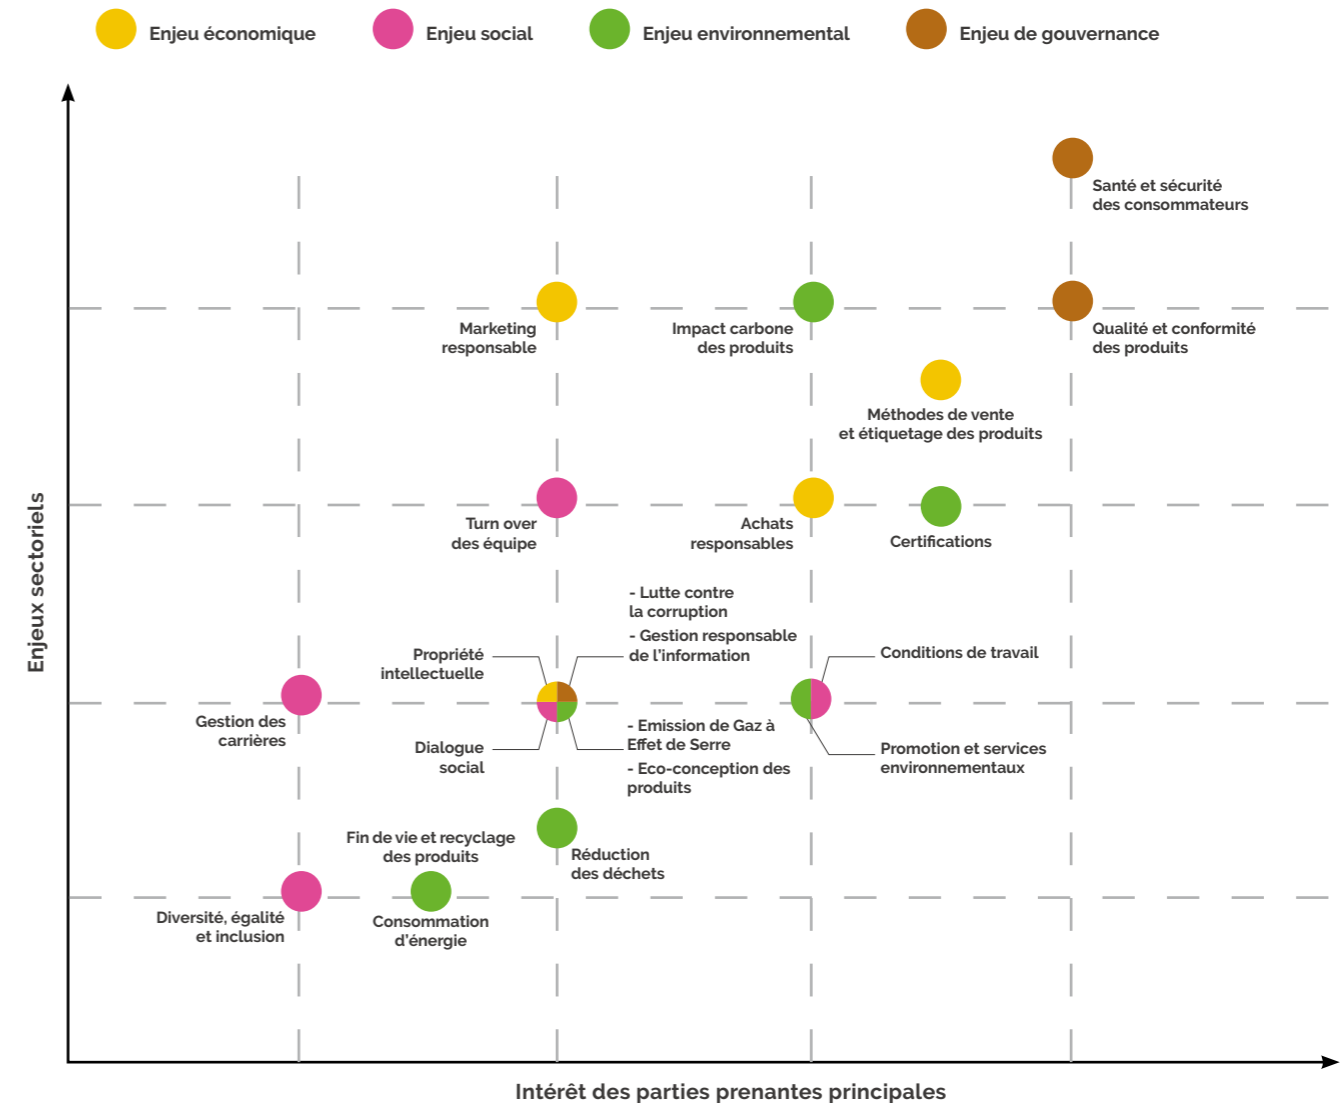 Enjeu économique
Enjeu social
Enjeu environnemental
Enjeu de gouvernance
Santé et sécurité
des consommateurs
Marketing
responsable
Impact carbone
des produits
Qualité et conformité
des produits
Méthodes de vente
et étiquetage des produits
Turn over
des équipe
Achats
responsables
Certifications
Enjeux sectoriels
- Lutte contre
la corruption
- Gestion responsable
de l'information
Propriété
intellectuelle
Conditions de travail
Gestion des
carrières
Dialogue
social
- Emission de Gaz à
Effet de Serre
- Eco-conception des
produits
Promotion et services
environnementaux
Fin de vie et recyclage
des produits
Réduction
des déchets
Diversité, égalité
et inclusion
Consommation
d'énergie
Intérêt des parties prenantes principales